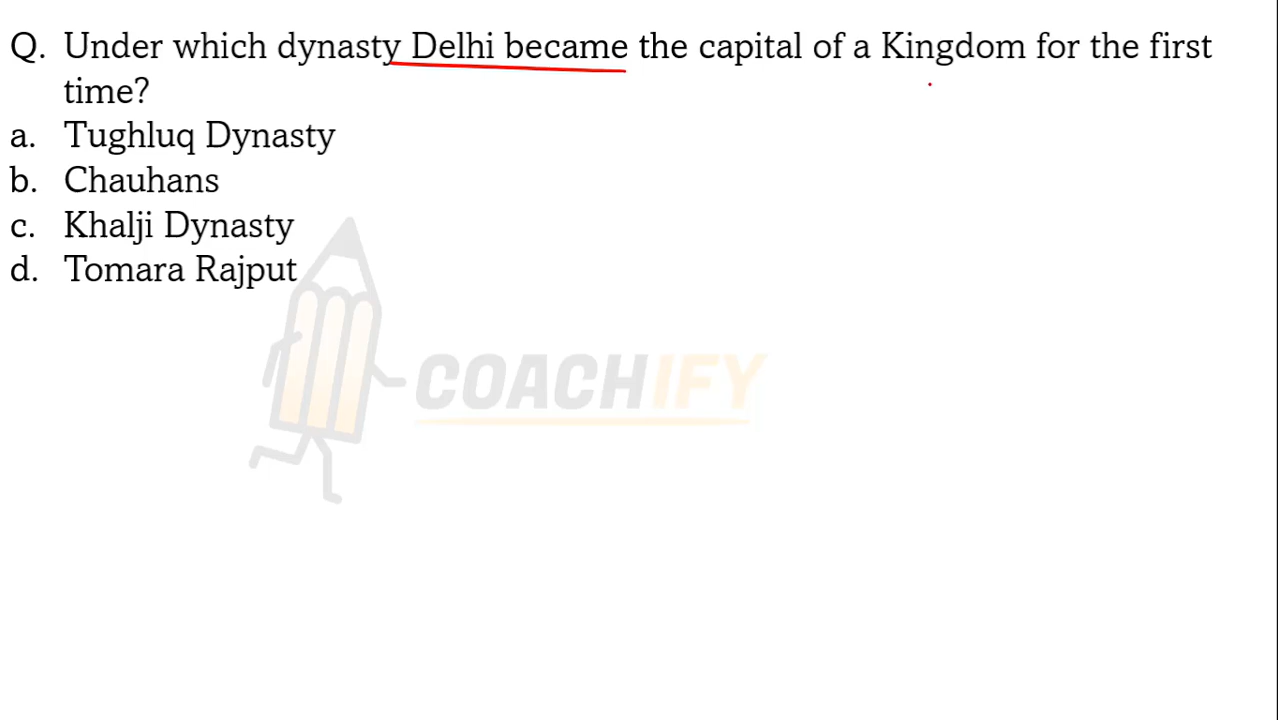 Q. Under which dynasty Delhi became the capital of a Kingdom for the first
time?
a. Tughluq Dynasty
b. Chauhans
c. Khalji Dynasty
d. Tomara Rajput
COACHIFY